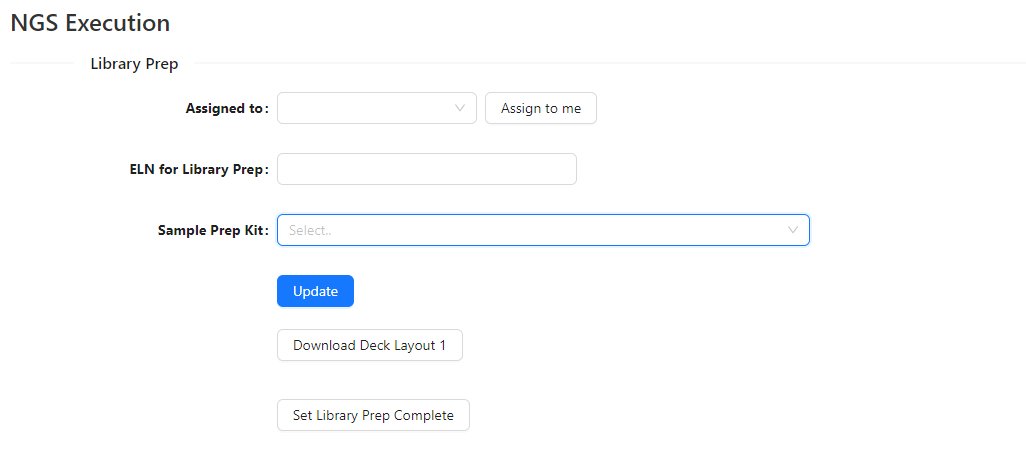 NGS Execution
Library Prep
Assigned to:
Assign to me
ELN for Library Prep:
Sample Prep Kit:
Select..
Update
Download Deck Layout 1
Set Library Prep Complete